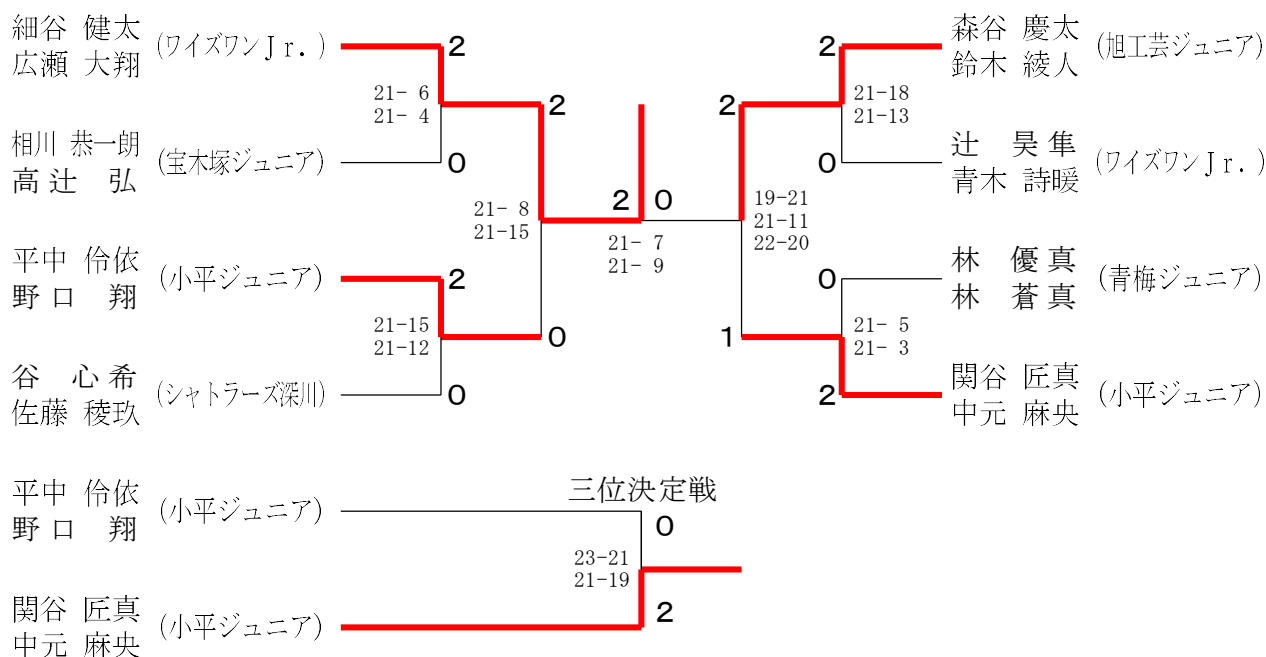 細谷 健太
広瀬 大翔
(ワイズワンJr.)
2
21- 6
21- 4
2
相川 恭一朗
高辻 弘
(宝木塚ジュニア)
0
21- 8
21-15
平中 伶依
野口 翔
(小平ジュニア)
2
21-15
21-12
0
谷 心希
佐藤 稜玖
(シャトラーズ深川)
0
2 0
21- 7
21- 9
2
森谷 慶太
鈴木 綾人
(旭工芸ジュニア)
2
21-18
21-13
辻 昊隼
青木 詩暖
(ワイズワンJr.)
0
19-21
21-11
22-20
林 優真
林 蒼真
(青梅ジュニア)
0
21- 5
21- 3
1
関谷 匠真
中元 麻央
(小平ジュニア)
2
三位決定戦
平中 伶依
野口 翔
(小平ジュニア)
0
23-21
21-19
関谷 匠真
中元 麻央
(小平ジュニア)
2